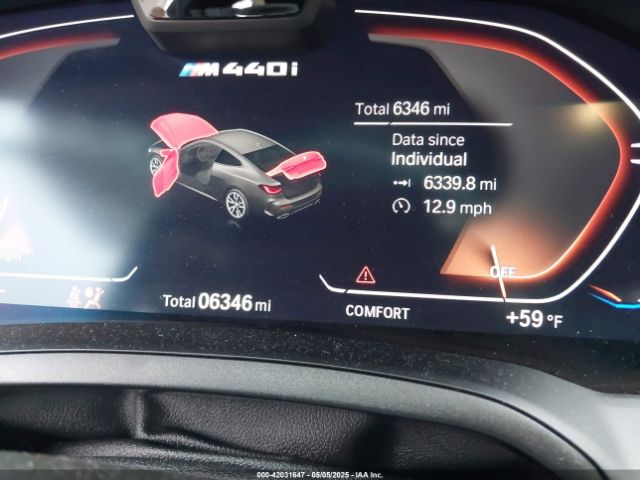 M440i
Total 6346 mi
Data since
Individual
6339.8 mi
12.9 mph
mph
OFF
Total 06346 mi
COMFORT
+59 °F
000-42031647 - 05/05/2025 - IAA Inc.